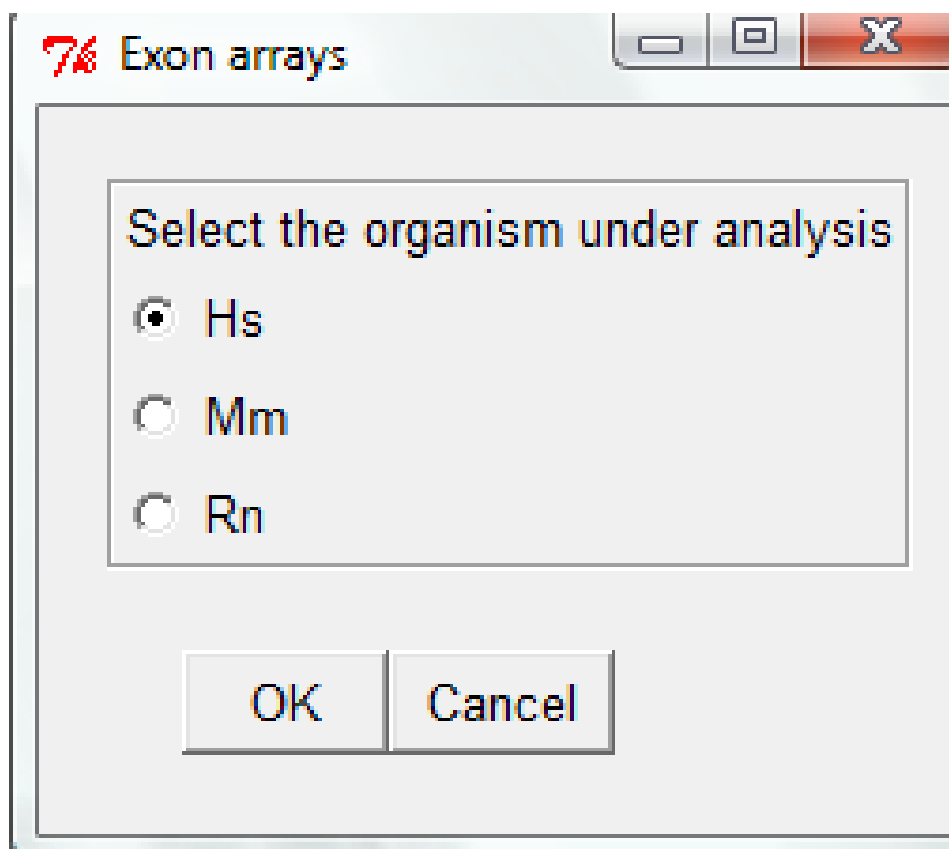 Exon arrays
Select the organism under analysis
Hs
Mm
Rn
OK Cancel